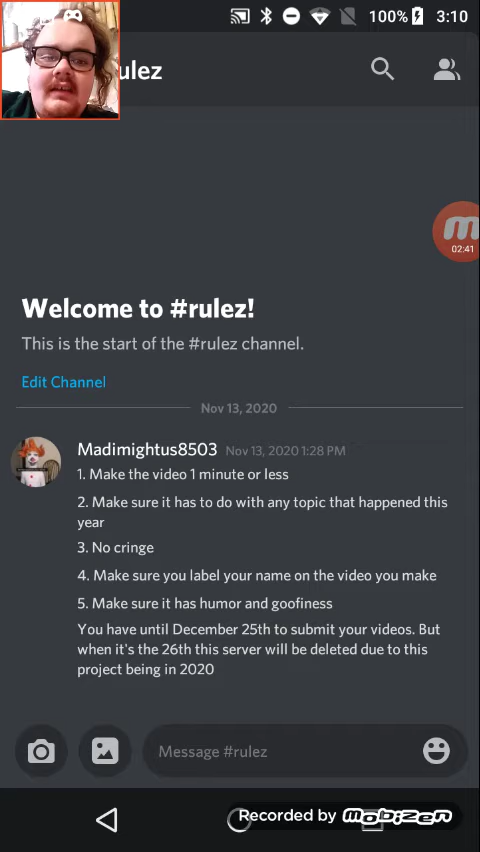 100% 3:10
ulez
02:41
Welcome to #rulez!
This is the start of the #rulez channel.
Edit Channel
Nov 13, 2020
Madimightus8503 Nov 13, 2020 1:28 PM
1. Make the video 1 minute or less
2. Make sure it has to do with any topic that happened this
year
3. No cringe
4. Make sure you label your name on the video you make
5. Make sure it has humor and goofiness
You have until December 25th to submit your videos. But
when it's the 26th this server will be deleted due to this
project being in 2020
Message #rulez
Recorded by mobizen